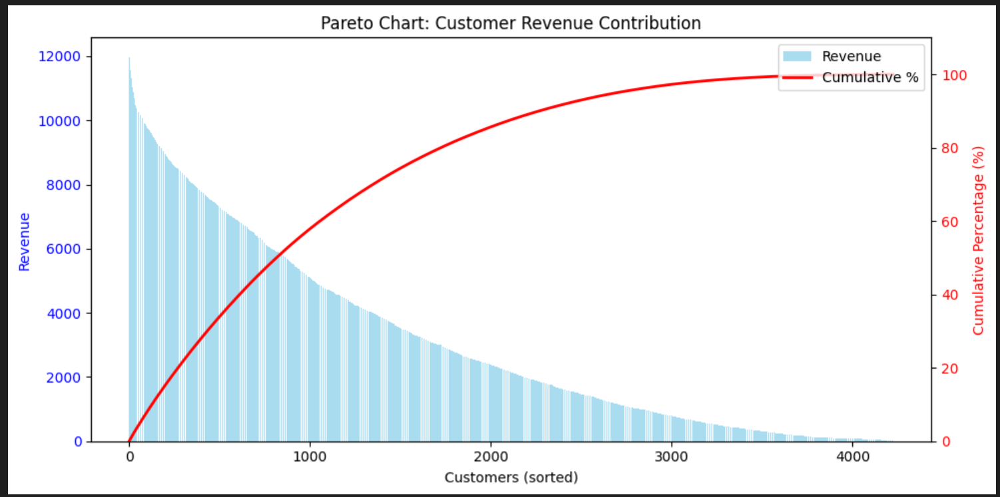 Pareto Chart: Customer Revenue Contribution
Revenue
Cumulative %
12000
10000
8000
6000
4000
2000
0
Revenue
100
80
60
40
20
0
Cumulative Percentage (%)
0 1000 2000 3000 4000
Customers (sorted)